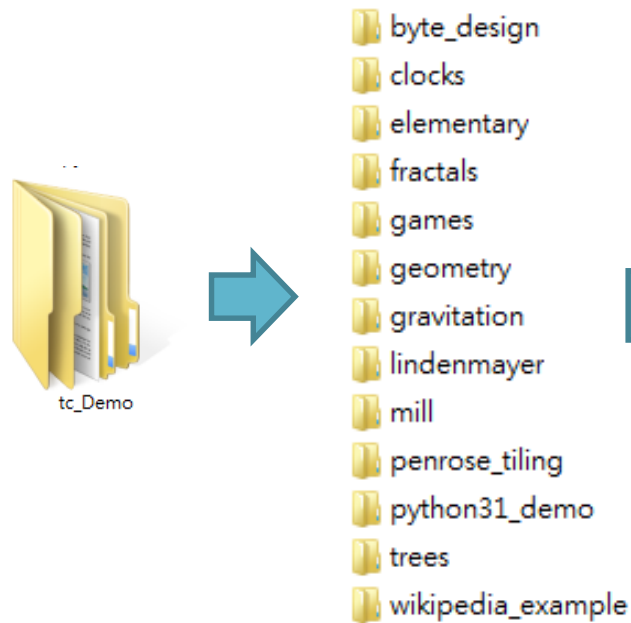 tc_Demo
byte_design
clocks
elementary
fractals
games
geometry
gravitation
lindenmayer
mill
penrose_tiling
python31_demo
trees
wikipedia_example